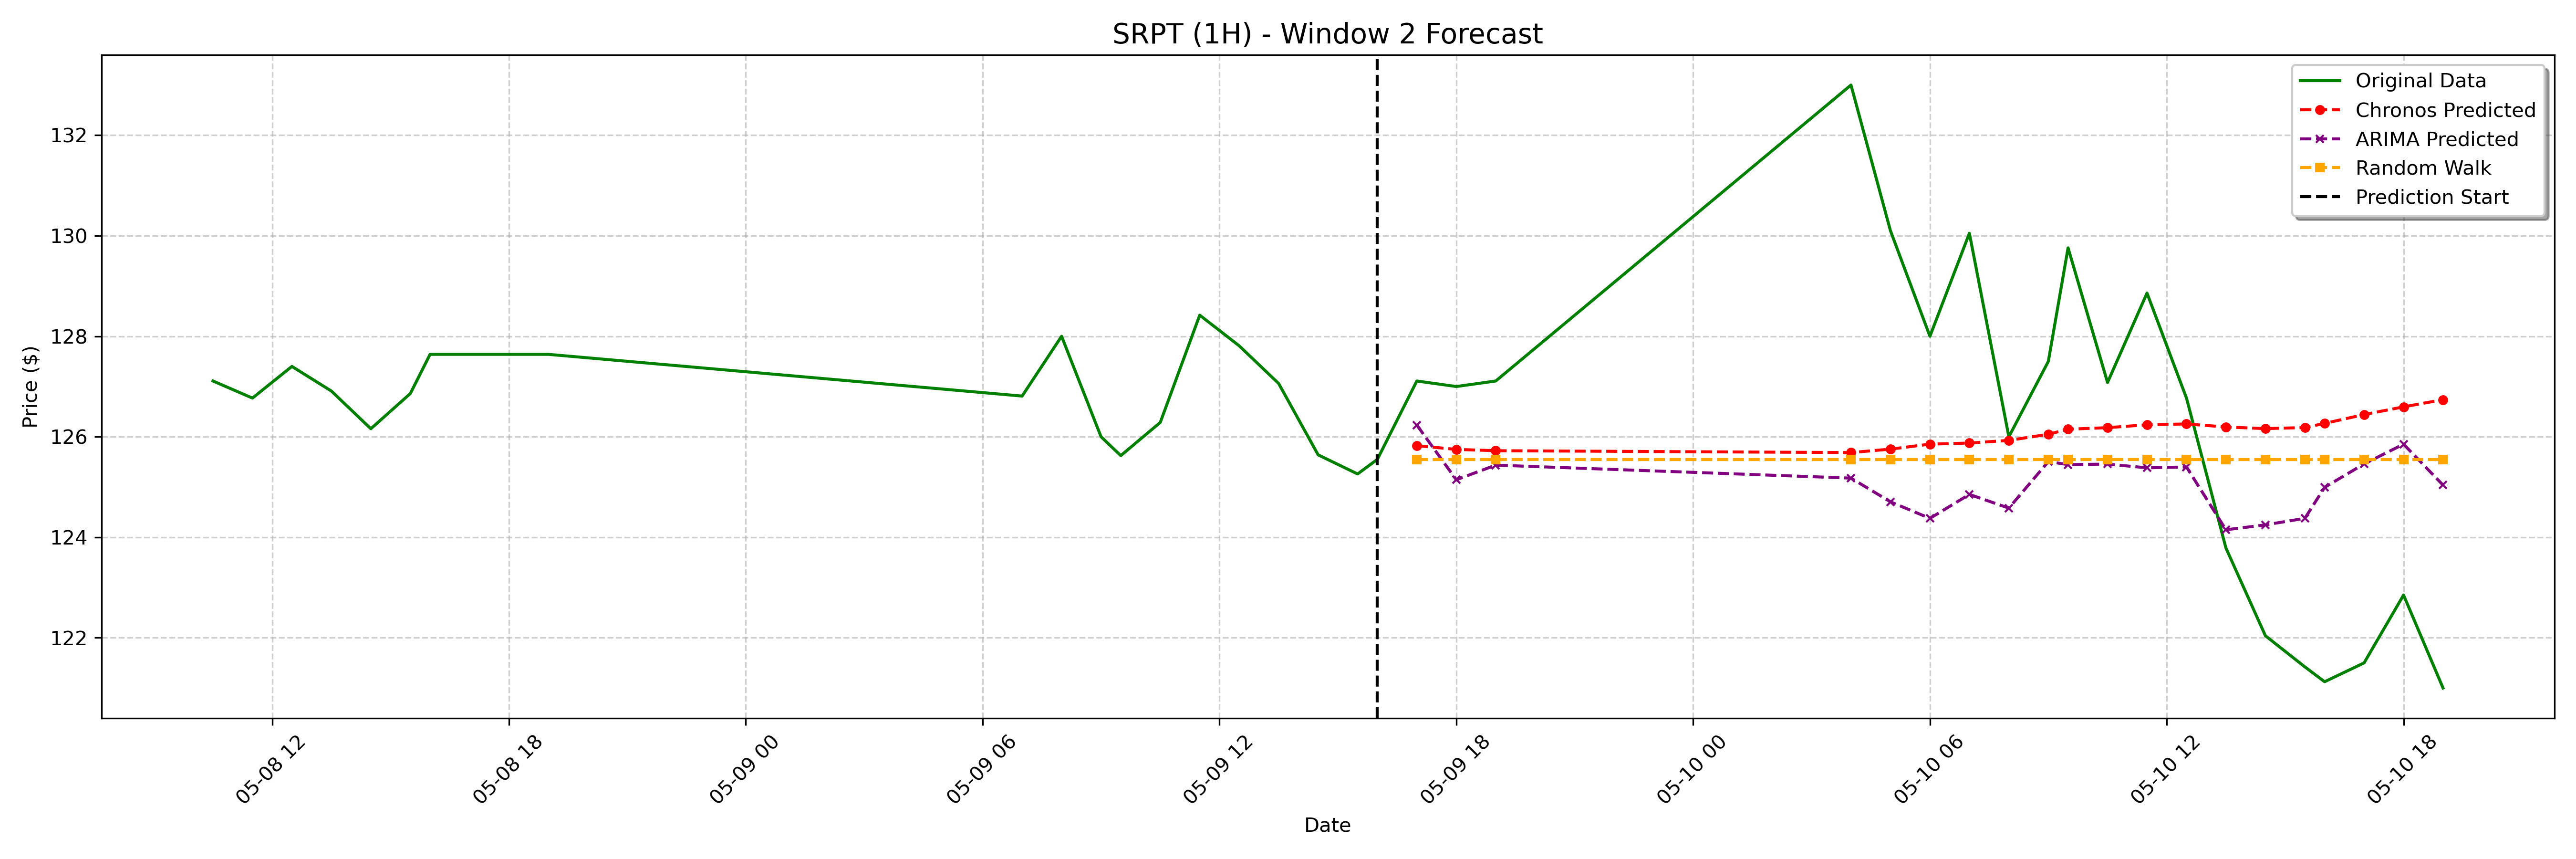 SRPT (1H) - Window 2 Forecast
Original Data
Chronos Predicted
ARIMA Predicted
Random Walk
Prediction Start
Price ($)
132
130
128
126
124
122
05-08 12
05-08 18
05-09 00
05-09 06
05-09 12
05-09 18
05-10 00
05-10 06
05-10 12
05-10 18
Date